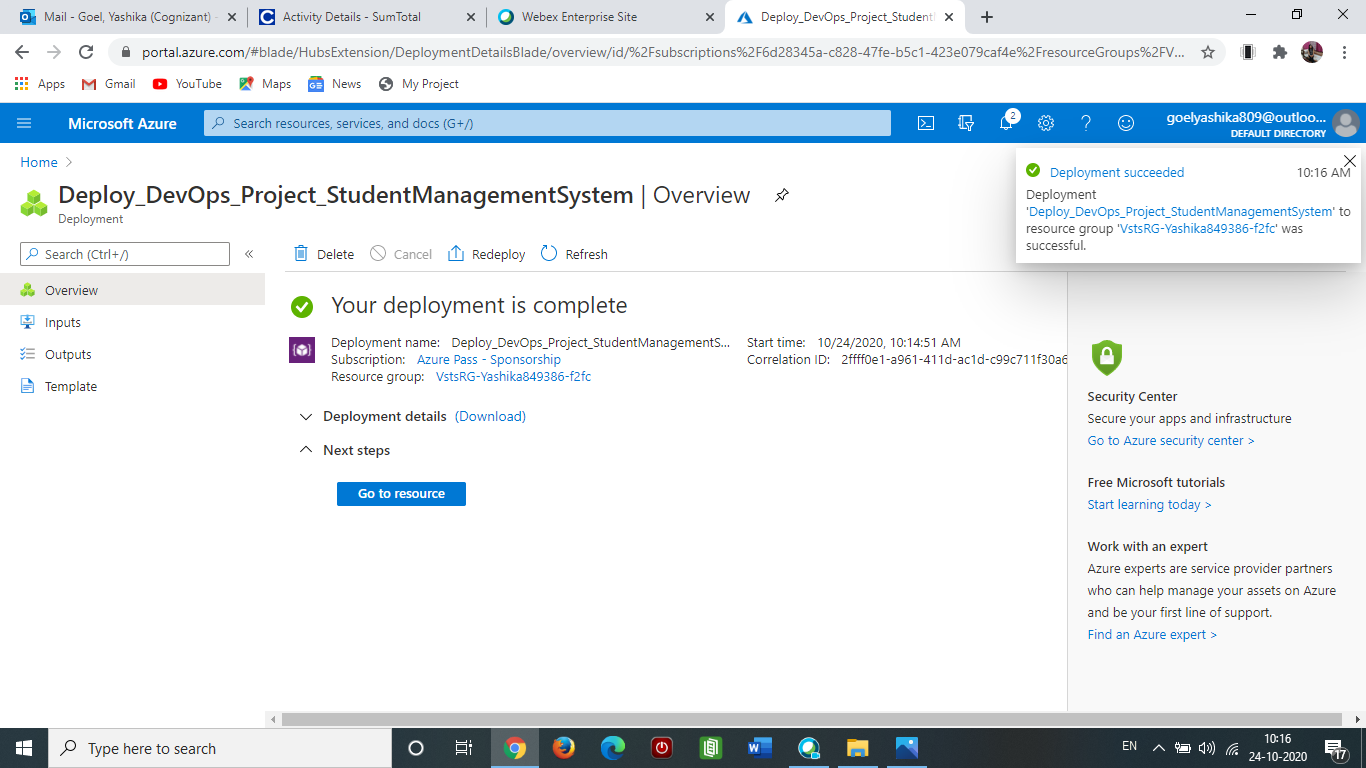 Mail - Goel, Yashika (Cognizant) -
Activity Details - SumTotal
Webex Enterprise Site
Deploy_DevOps_Project_Student
portal.azure.com/#blade/HubsExtension/DeploymentDetailsBlade/overview/id/%2Fsubscriptions%2F6d28345a-c828-47fe-b5c1-423e079caf4e%2FresourceGroups%2FV...
Apps
Gmail
YouTube
Maps
News
My Project
Microsoft Azure
Search resources, services, and docs (G+/)
2
goelyashika809@outloo...
DEFAULT DIRECTORY
Home
Deploy_DevOps_Project_StudentManagementSystem | Overview
Deployment
Deployment succeeded
10:16 AM
Deployment
'Deploy_DevOps_Project_StudentManagementSystem' to
resource group 'VstsRG-Yashika849386-f2fc' was
successful.
Search (Ctrl+/)
«
Delete
Cancel
Redeploy
Refresh
Overview
Inputs
Outputs
Template
Your deployment is complete
Deployment name: Deploy_DevOps_Project_StudentManagementS...
Subscription: Azure Pass - Sponsorship
Resource group: VstsRG-Yashika849386-f2fc
Start time: 10/24/2020, 10:14:51 AM
Correlation ID: 2ffff0e1-a961-411d-ac1d-c99c711f30a6
Deployment details (Download)
Next steps
Go to resource
Security Center
Secure your apps and infrastructure
Go to Azure security center >
Free Microsoft tutorials
Start learning today >
Work with an expert
Azure experts are service provider partners
who can help manage your assets on Azure
and be your first line of support.
Find an Azure expert >
Type here to search
EN
10:16
24-10-2020
17